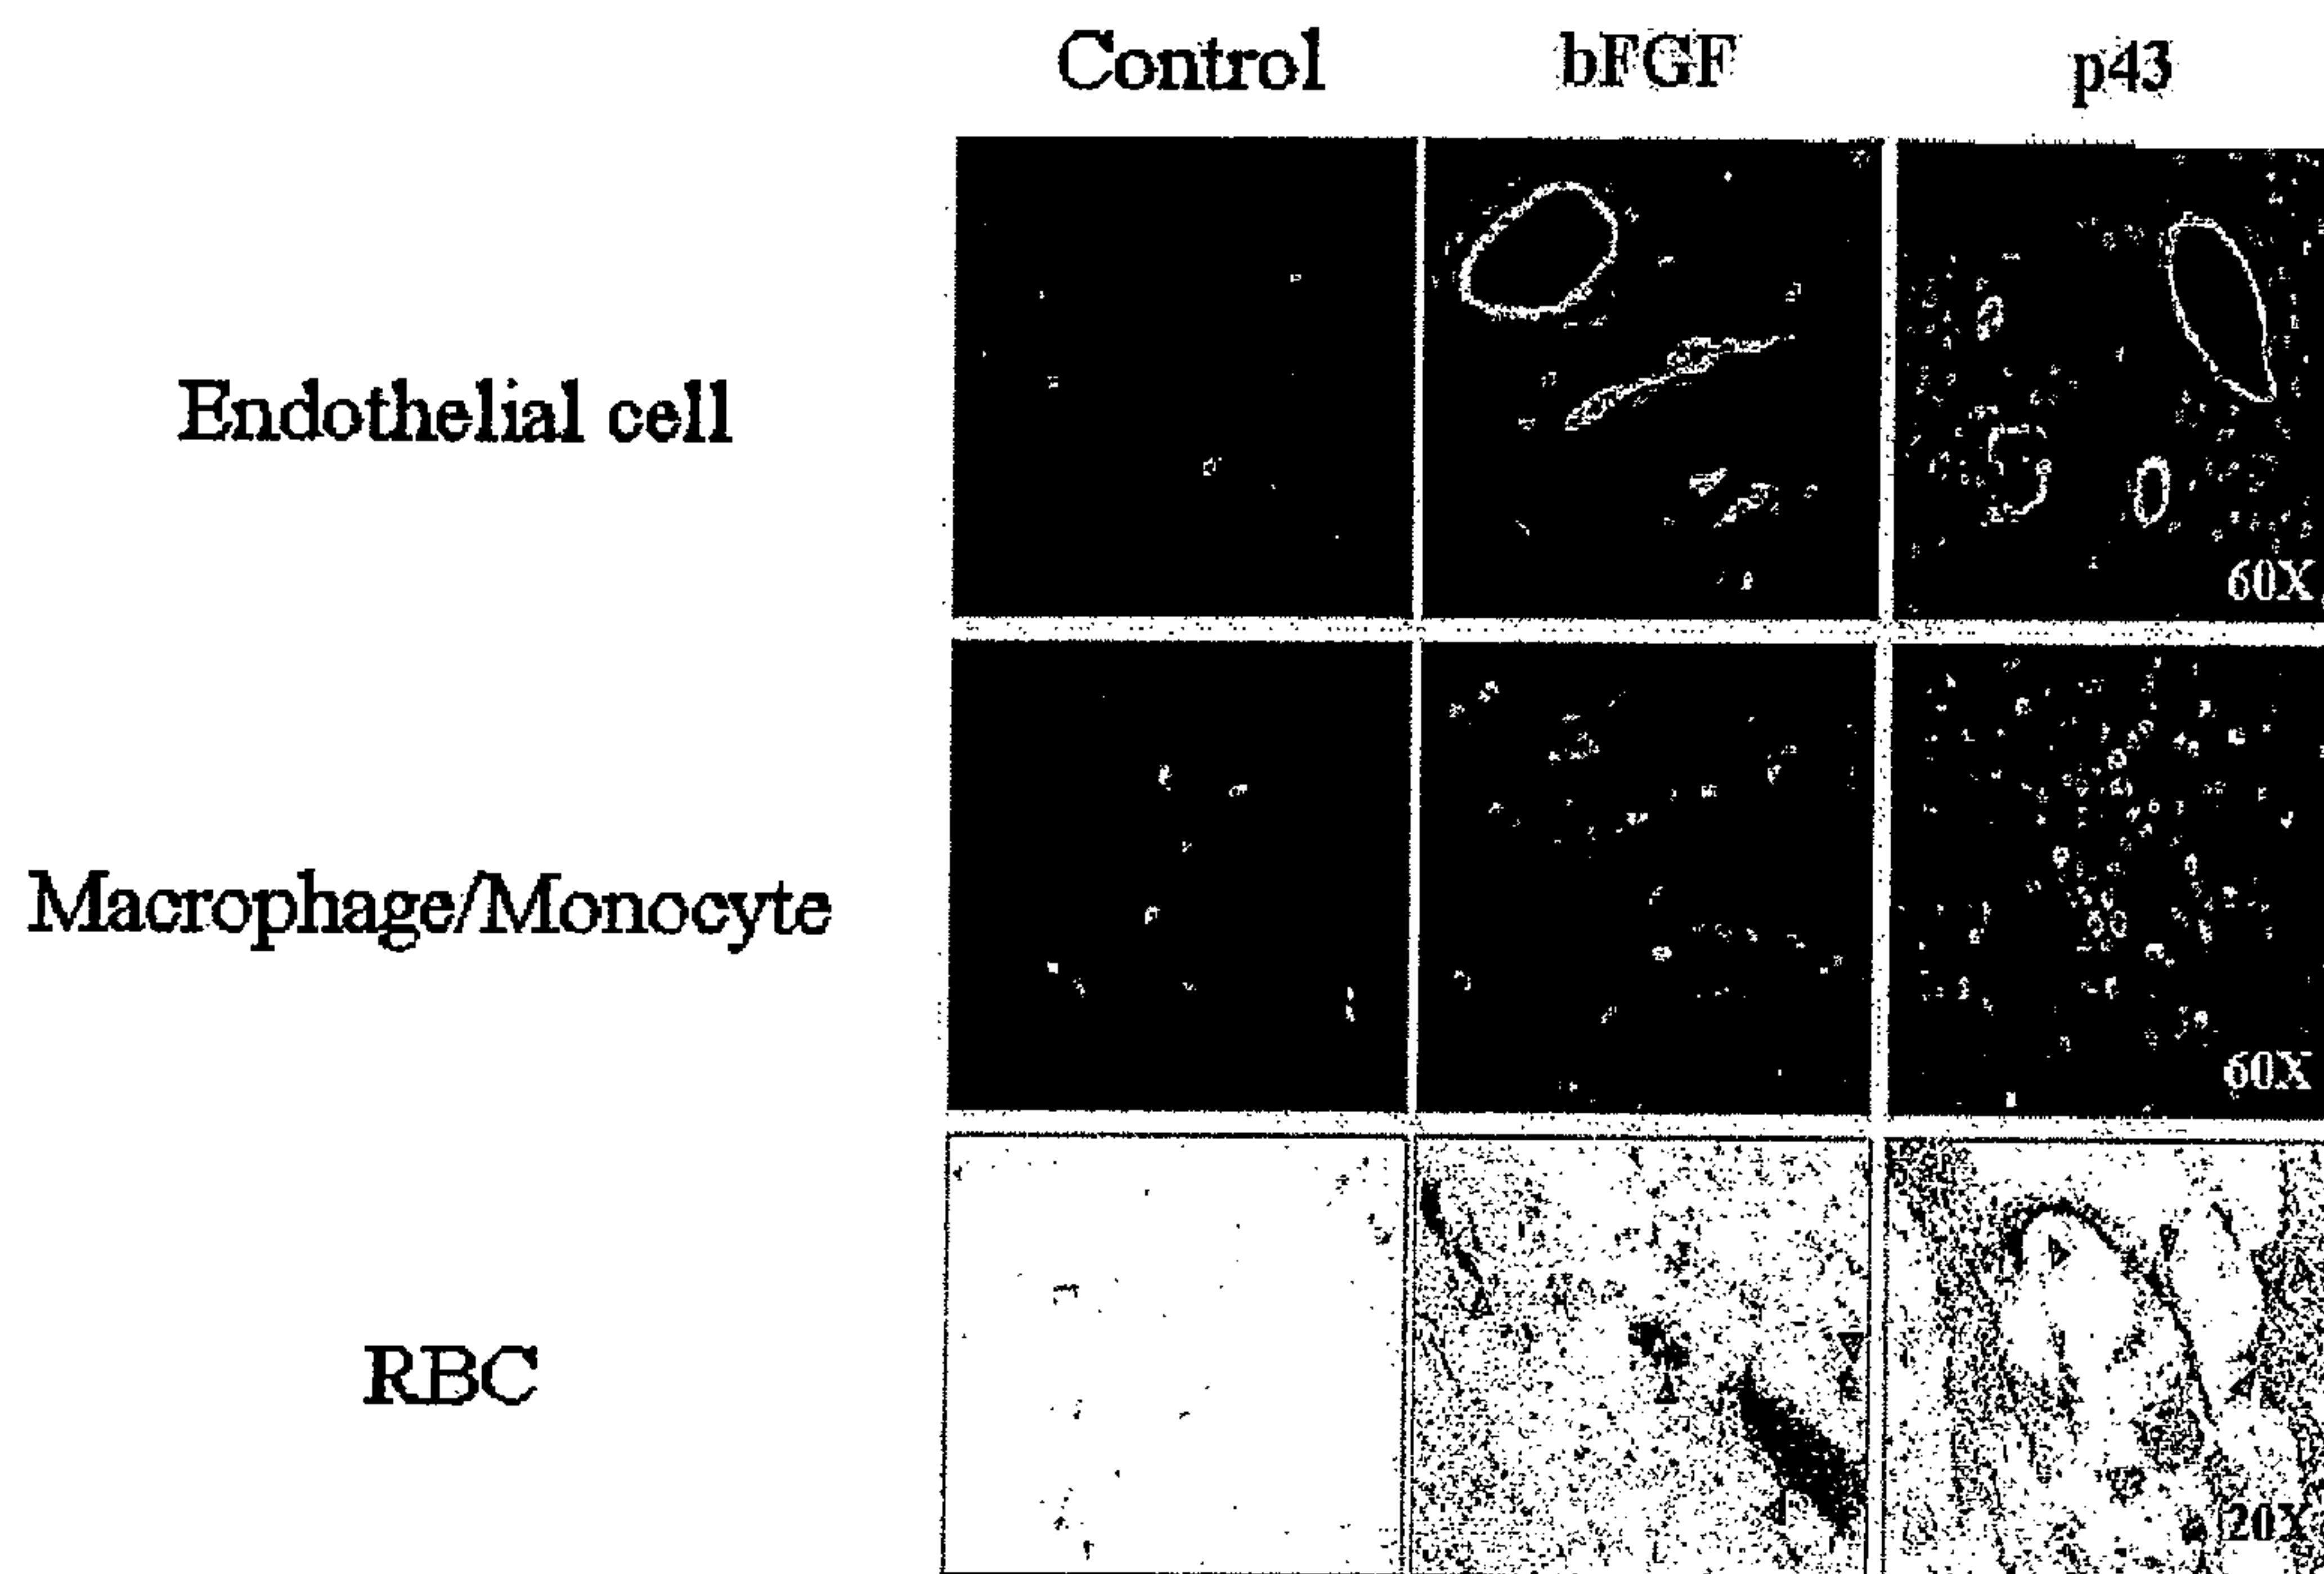 Control bFGF p43
Endothelial cell
60X
Macrophage/Monocyte
60X
RBC
20X